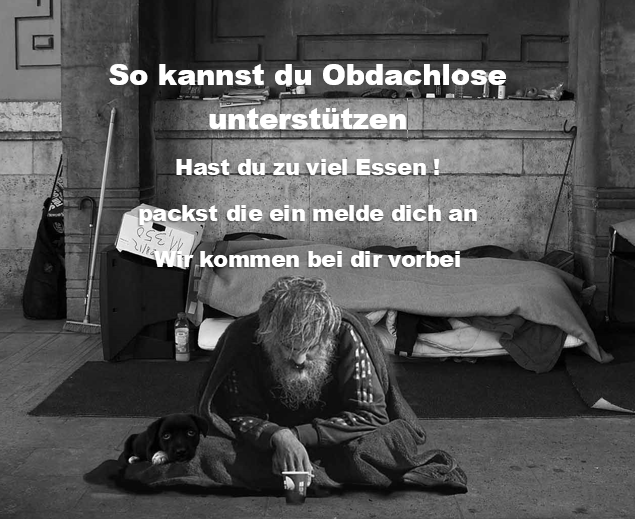 So kannst du Obdachlose
unterstützen
Hast du zu viel Essen !
packst die ein melde dich an
Wir kommen bei dir vorbei